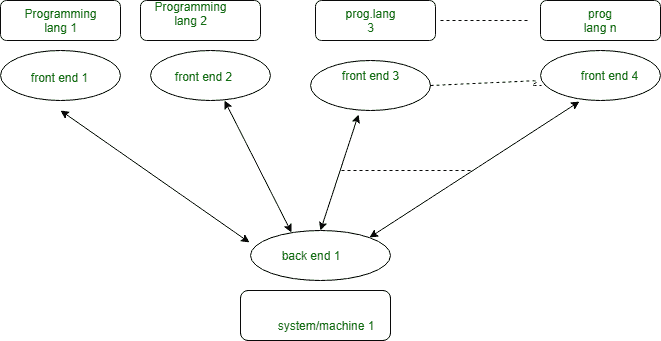 Programming
lang 1
Programming
lang 2
prog.lang
3
prog
lang n
front end 1
front end 2
front end 3
front end 4
back end 1
system/machine 1